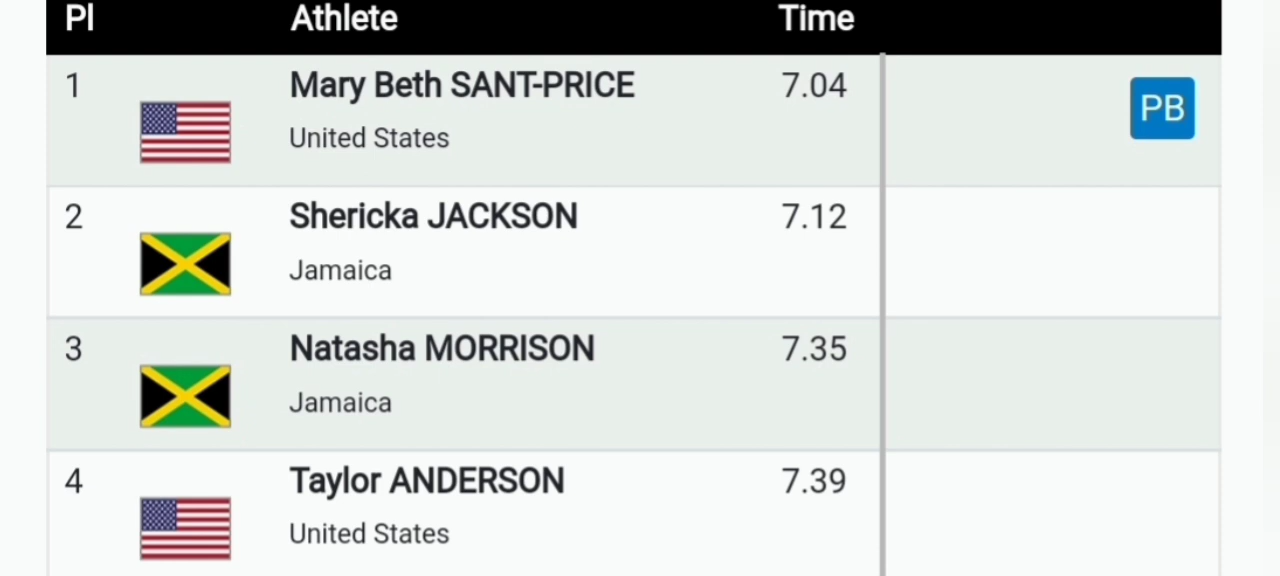 Pl Athlete Time
1 Mary Beth SANT-PRICE 7.04 PB
United States
2 Shericka JACKSON 7.12
Jamaica
3 Natasha MORRISON 7.35
Jamaica
4 Taylor ANDERSON 7.39
United States